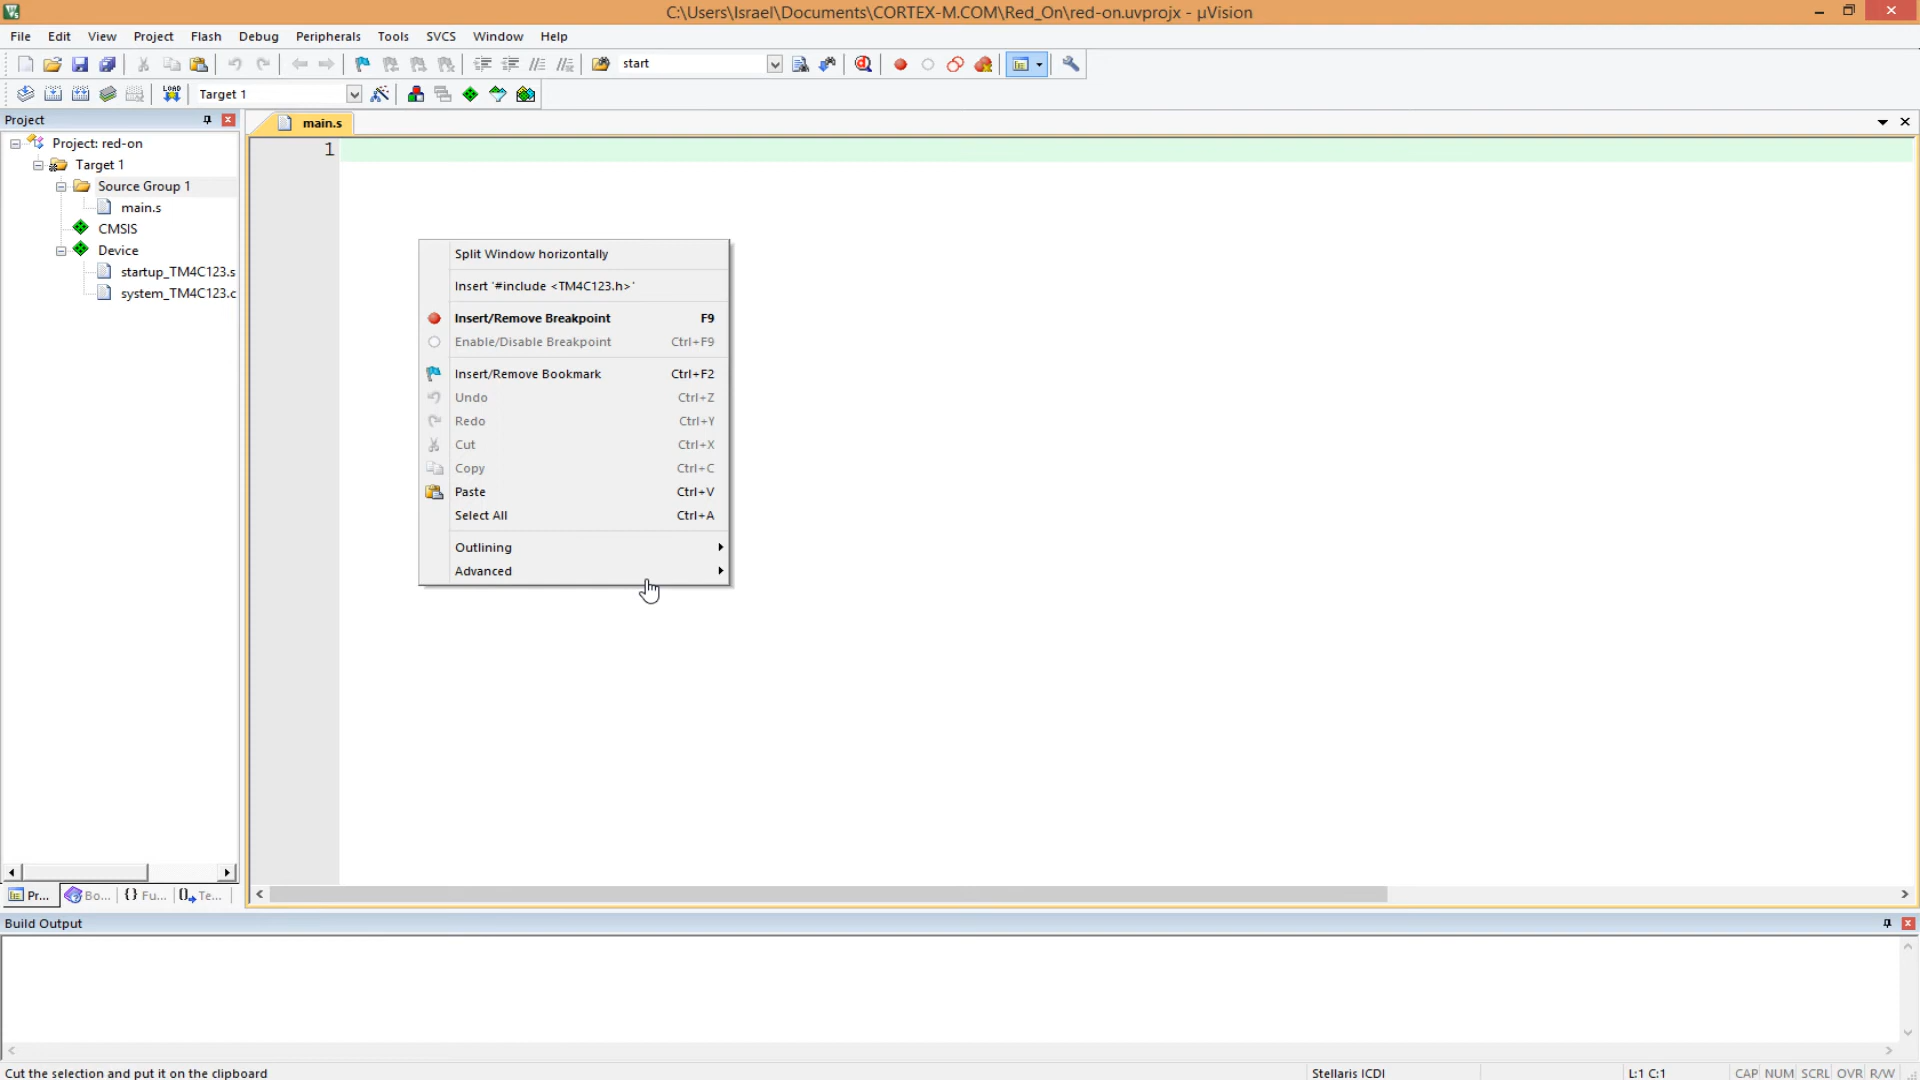 C:\Users\Israel\Documents\CORTEX-M.COM\Red_On\red-on.uvprojx - µVision
File Edit View Project Flash Debug Peripherals Tools SVCS Window Help
start
LOAD Target 1
Project
main.s
Project: red-on
1
Target 1
Source Group 1
main.s
CMSIS
Device
startup_TM4C123.s
system_TM4C123.c
Split Window horizontally
Insert '#include <TM4C123.h>'
Insert/Remove Breakpoint F9
Enable/Disable Breakpoint Ctrl+F9
Insert/Remove Bookmark Ctrl+F2
Undo Ctrl+Z
Redo Ctrl+Y
Cut Ctrl+X
Copy Ctrl+C
Paste Ctrl+V
Select All Ctrl+A
Outlining
Advanced
Pr... Bo... {} Fu... Te...
Build Output
Cut the selection and put it on the clipboard Stellaris ICDI L:1 C:1 CAP NUM SCRL OVR R/W